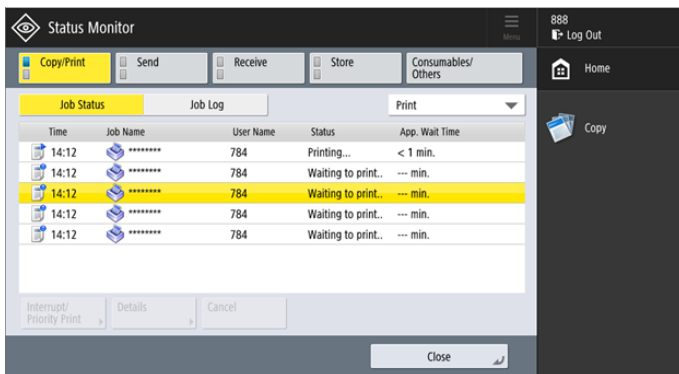 Status Monitor
Menu
888
Log Out
Copy/Print
Send
Receive
Store
Consumables/
Others
Home
Job Status
Job Log
Print
Copy
Time Job Name User Name Status App. Wait Time
14:12 ******** 784 Printing... < 1 min.
14:12 ******** 784 Waiting to print.. --- min.
14:12 ******** 784 Waiting to print.. --- min.
14:12 ******** 784 Waiting to print.. --- min.
14:12 ******** 784 Waiting to print.. --- min.
Interrupt/
Priority Print
Details
Cancel
Close